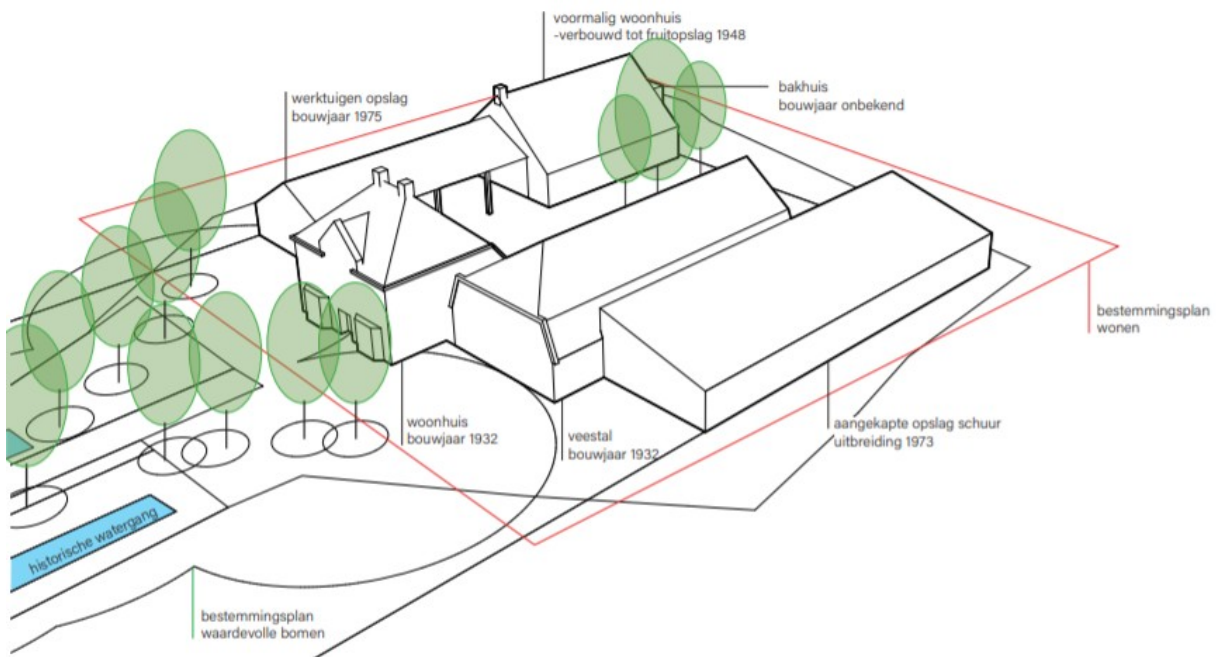 voormalig woonhuis
-verbouwd tot fruitopslag 1948
werktuigen opslag
bouwjaar 1975
bakhuis
bouwjaar onbekend
bestemmingsplan
wonen
woonhuis
bouwjaar 1932
veestal
bouwjaar 1932
aangekapte opslag schuur
uitbreiding 1973
historische watergang
bestemmingsplan
waardevolle bomen